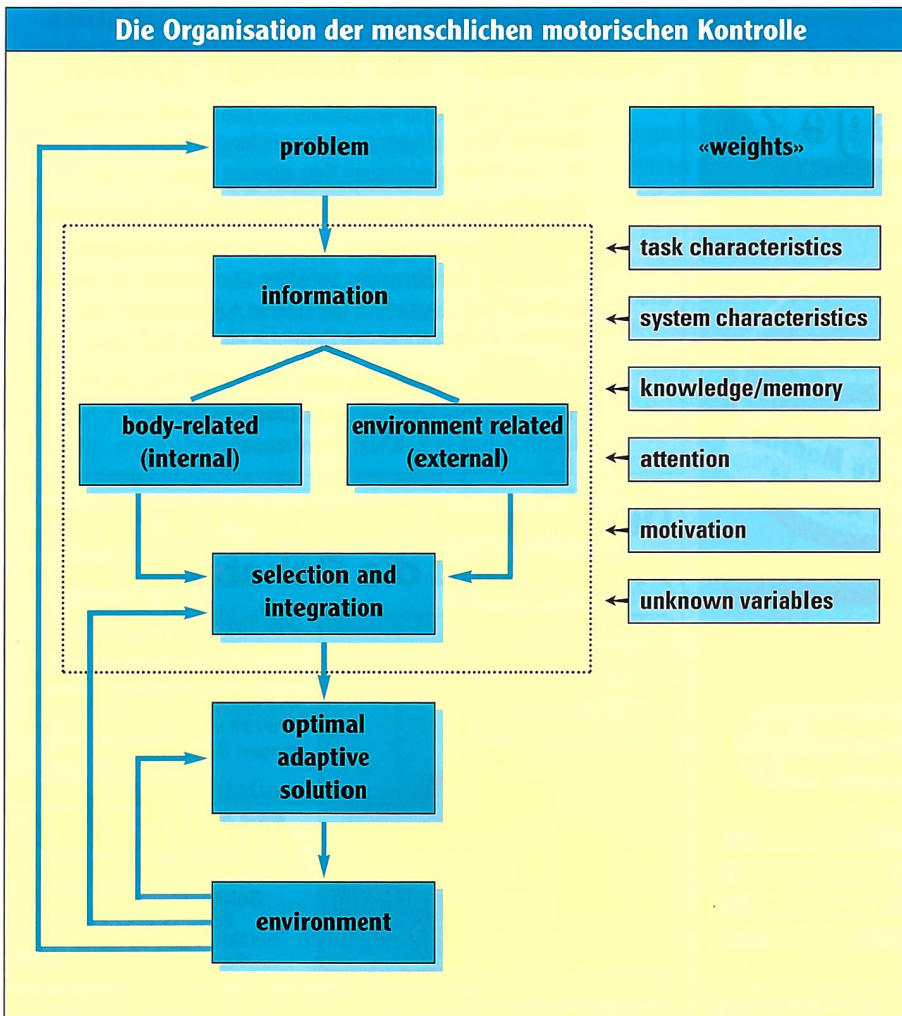 Die Organisation der menschlichen motorischen Kontrolle
problem
«weights»
information
body-related
(internal)
environment related
(external)
selection and
integration
optimal
adaptive
solution
environment
task characteristics
system characteristics
knowledge/memory
attention
motivation
unknown variables